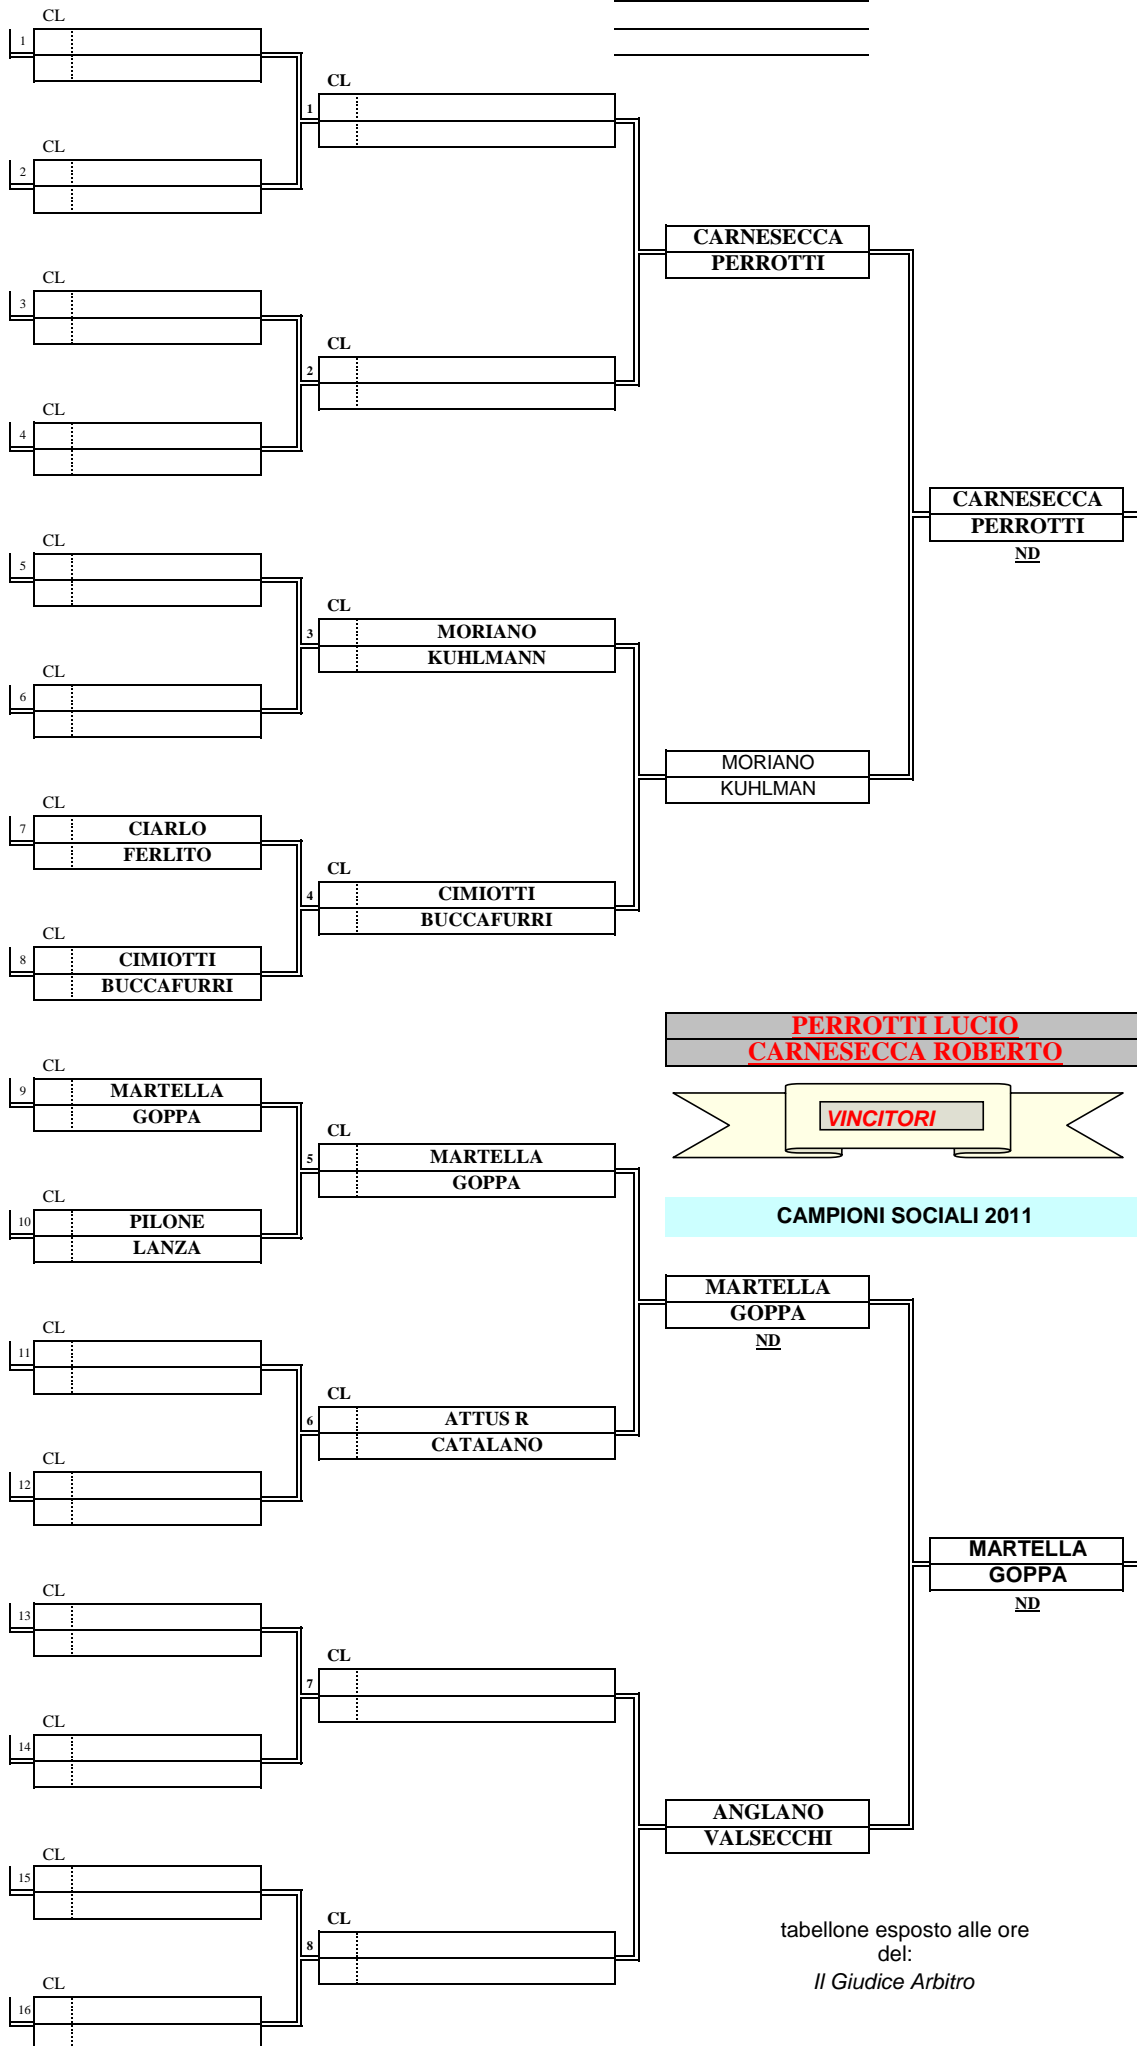 CL
1
CL
1
CL
2
CARNESECCA
PERROTTI
CL
3
CL
2
CL
4
CARNESECCA
PERROTTI
ND
CL
5
CL
3
MORIANO
KUHLMANN
CL
6
MORIANO
KUHLMAN
CL
7
CIARLO
FERLITO
CL
4
CIMIOTTI
BUCCAFURRI
CL
8
CIMIOTTI
BUCCAFURRI
PERROTTI LUCIO
CARNESECCA ROBERTO
CL
9
MARTELLA
GOPPA
VINCITORI
CL
5
MARTELLA
GOPPA
CL
10
PILONE
LANZA
CAMPIONI SOCIALI 2011
MARTELLA
GOPPA
ND
CL
11
CL
6
ATTUS R
CATALANO
CL
12
MARTELLA
GOPPA
ND
CL
13
CL
7
CL
14
ANGLANO
VALSECCHI
CL
15
CL
8
tabellone esposto alle ore
del:
Il Giudice Arbitro
CL
16